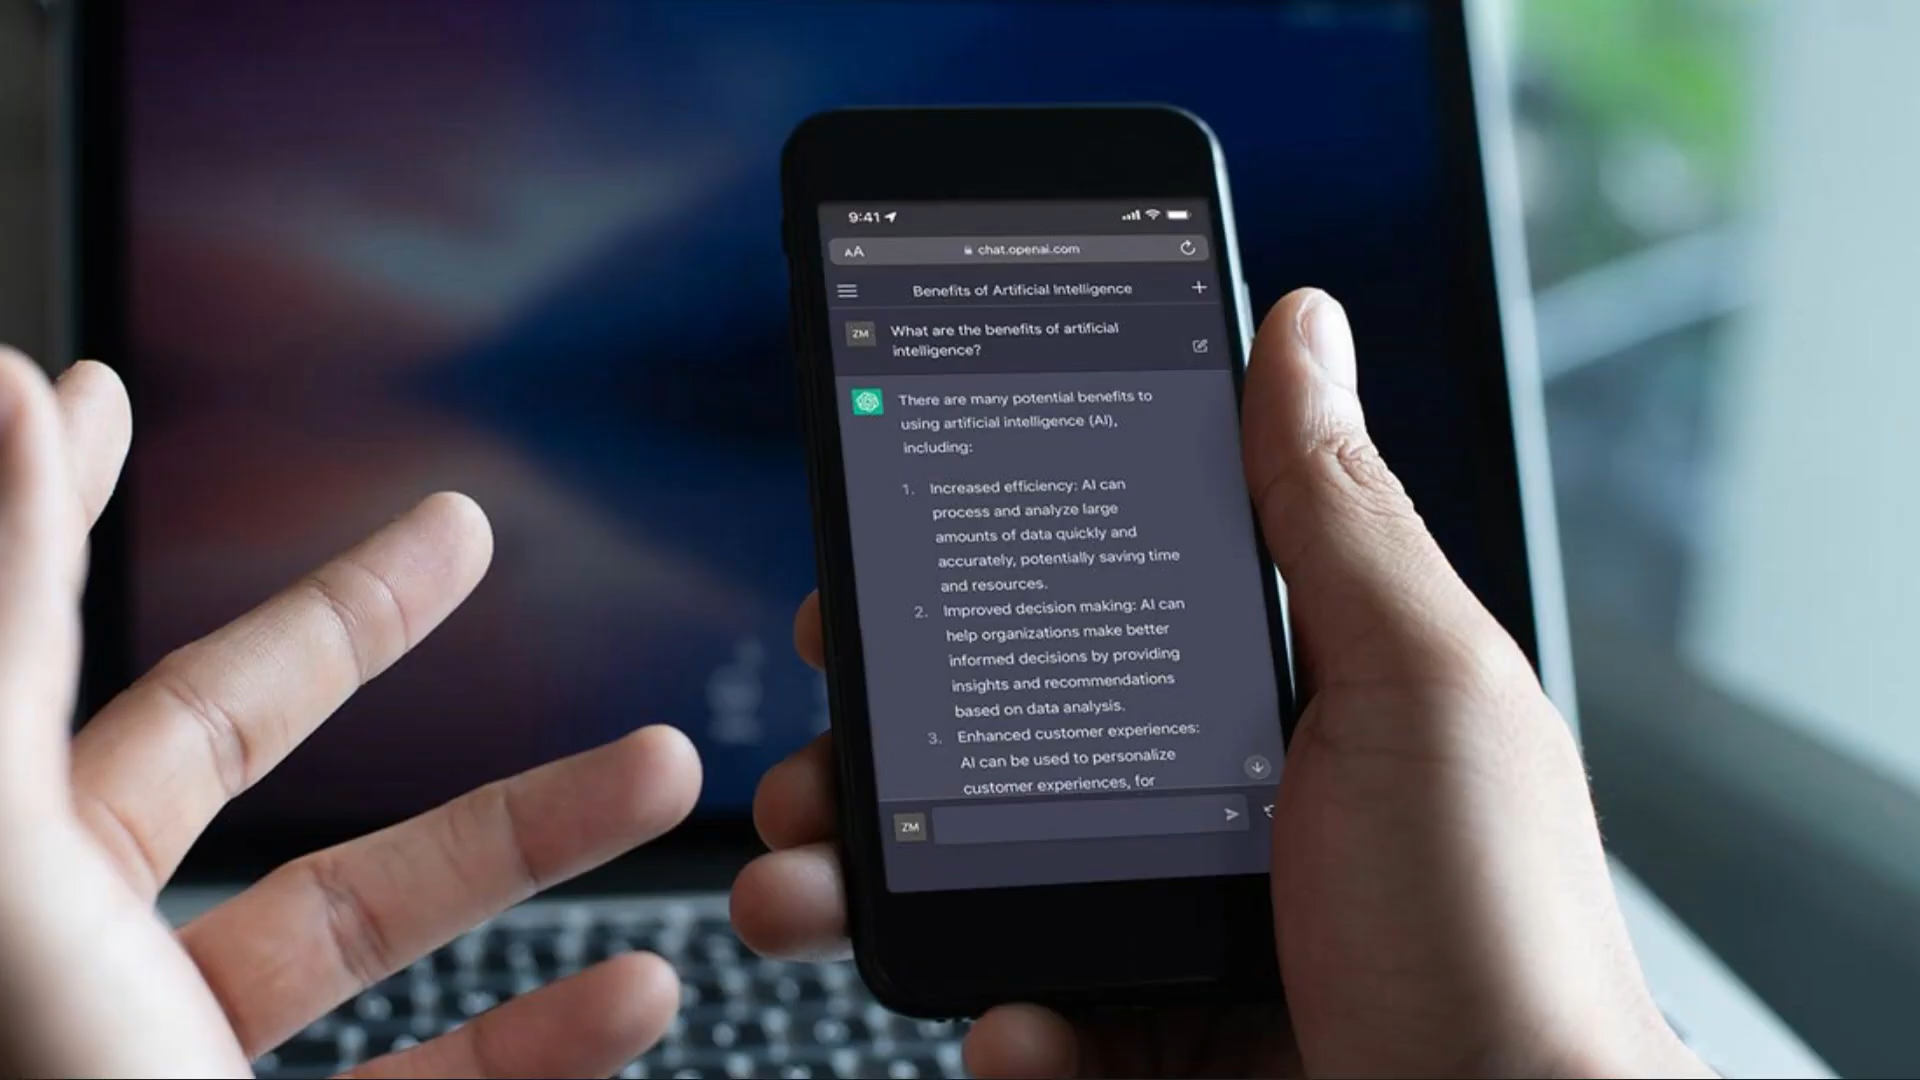 9:41
AA chat.openai.com
Benefits of Artificial Intelligence
ZM What are the benefits of artificial
intelligence?
There are many potential benefits to
using artificial intelligence (AI),
including:
1. Increased efficiency: AI can
process and analyze large
amounts of data quickly and
accurately, potentially saving time
and resources.
2. Improved decision making: AI can
help organizations make better
informed decisions by providing
insights and recommendations
based on data analysis.
3. Enhanced customer experiences:
AI can be used to personalize
customer experiences, for
ZM